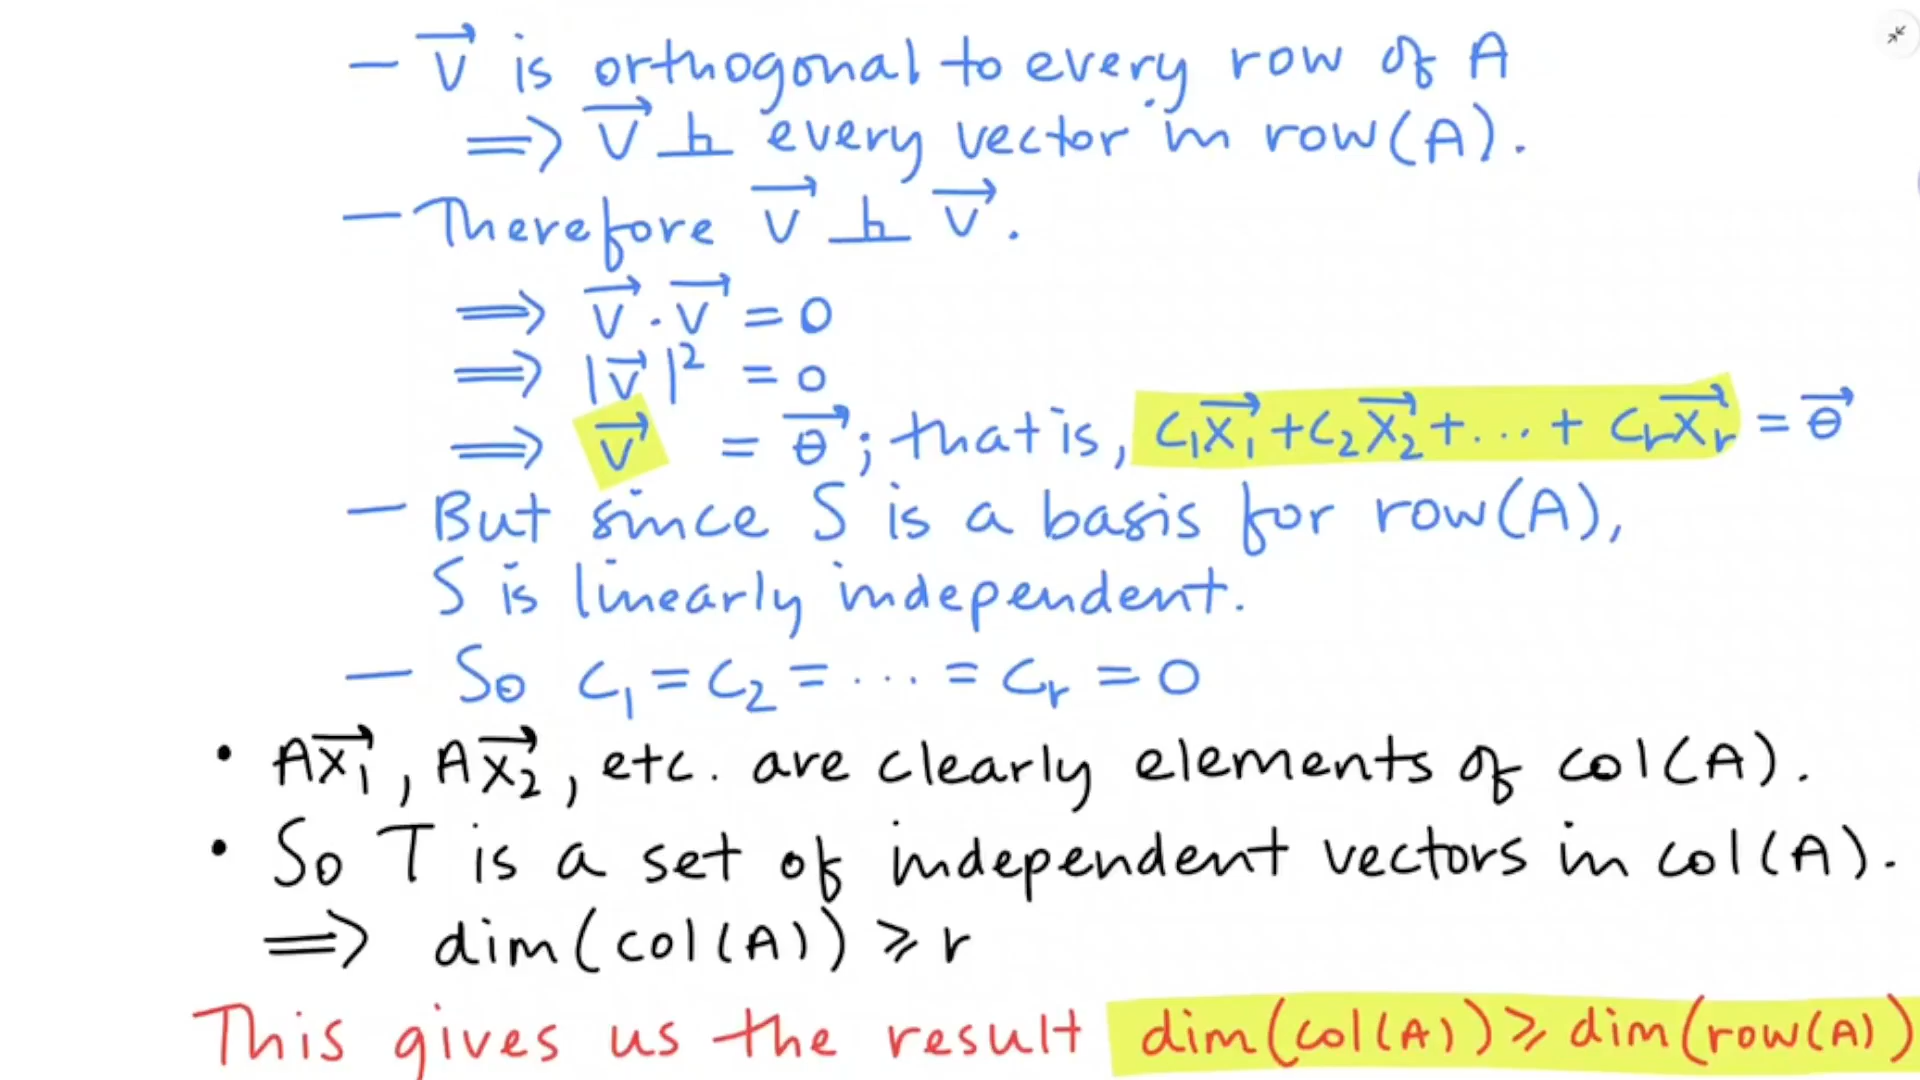 — v⃗ is orthogonal to every row of A
⟹ v⃗ ⊥ every vector in row(A).
— Therefore v⃗ ⊥ v⃗.
⟹ v⃗ . v⃗ = 0
⟹ |v⃗|² = 0
⟹ v⃗ = θ⃗; that is, c₁x⃗₁ + c₂x⃗₂ + ... + cᵣx⃗ᵣ = θ⃗
— But since S is a basis for row(A),
S is linearly independent.
— So c₁ = c₂ = ... = cᵣ = 0
• Ax⃗₁, Ax⃗₂, etc. are clearly elements of col(A).
• So T is a set of independent vectors in col(A).
⟹ dim(col(A)) ≥ r
This gives us the result dim(col(A)) ≥ dim(row(A))